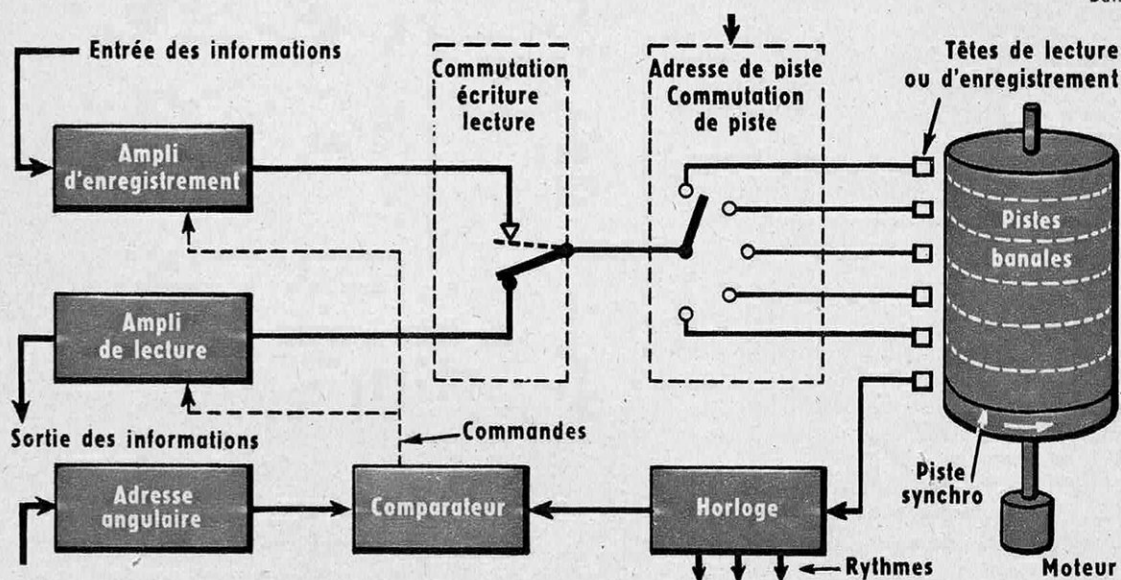 Entrée des informations
Commutation
écriture
lecture
Adresse de piste
Commutation
de piste
Têtes de lecture
ou d'enregistrement
Ampli
d'enregistrement
Pistes
banales
Ampli
de lecture
Sortie des informations
Commandes
Adresse
angulaire
Comparateur
Horloge
Piste
synchro
Rythmes
Moteur